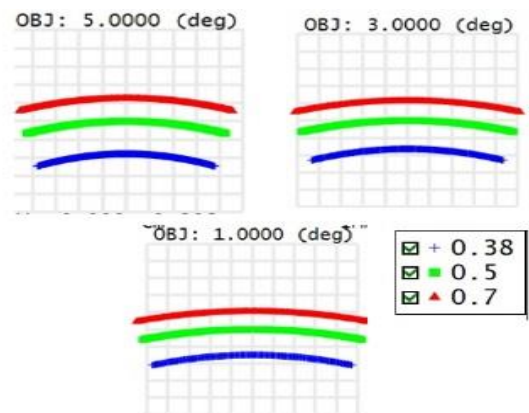 OBJ: 5.0000 (deg)
OBJ: 3.0000 (deg)
OBJ: 1.0000 (deg)
+ 0.38
■ 0.5
▲ 0.7